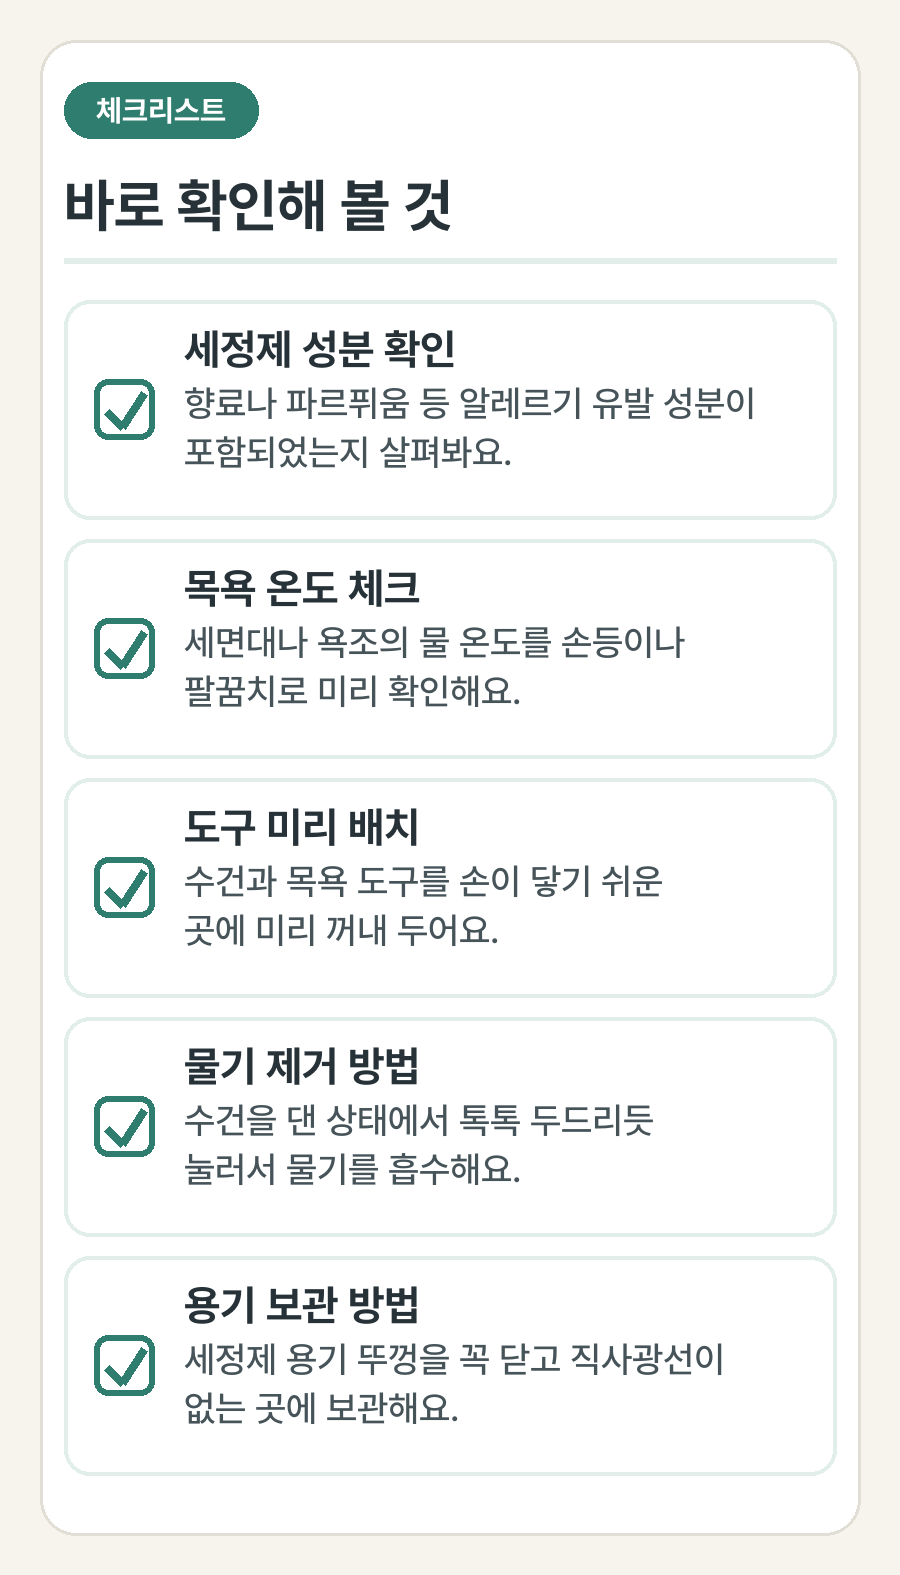 체크리스트
바로 확인해 볼 것
세정제 성분 확인
향료나 파르퓌움 등 알레르기 유발 성분이
포함되었는지 살펴봐요.
목욕 온도 체크
세면대나 욕조의 물 온도를 손등이나
팔꿈치로 미리 확인해요.
도구 미리 배치
수건과 목욕 도구를 손이 닿기 쉬운
곳에 미리 꺼내 두어요.
물기 제거 방법
수건을 댄 상태에서 톡톡 두드리듯
눌러서 물기를 흡수해요.
용기 보관 방법
세정제 용기 뚜껑을 꼭 닫고 직사광선이
없는 곳에 보관해요.